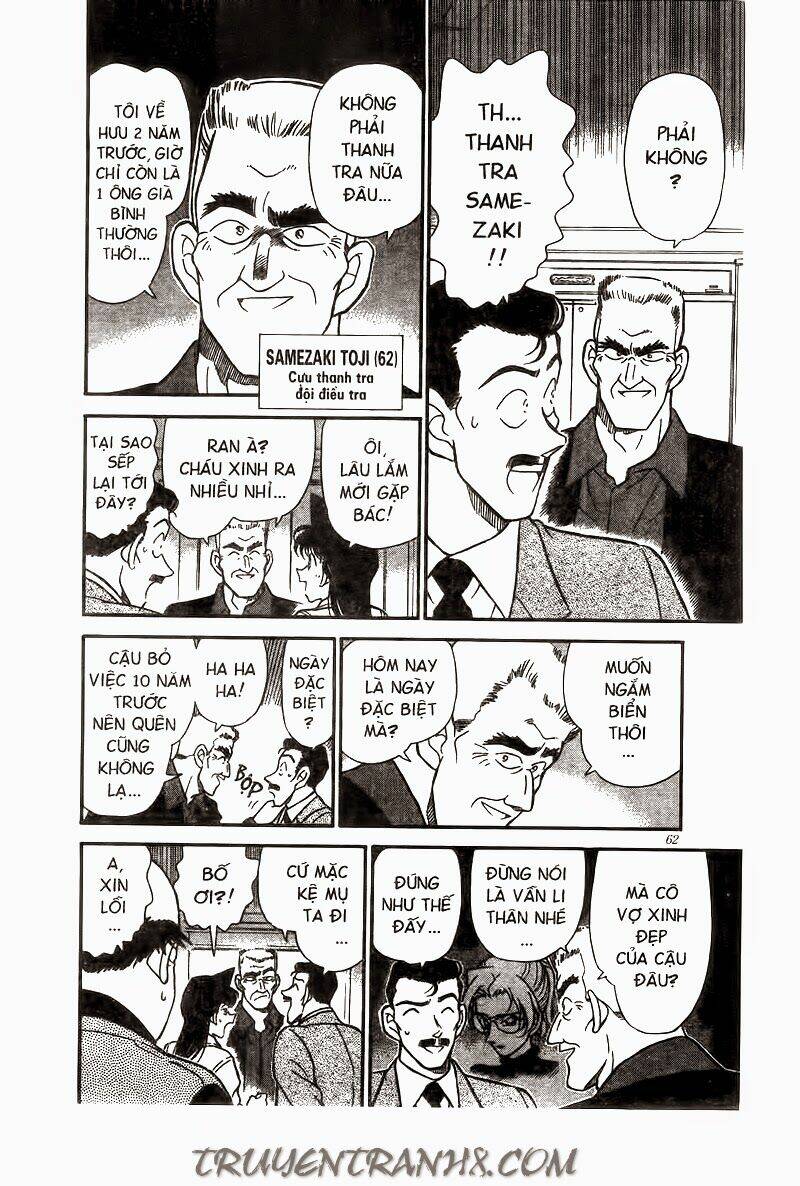 PHẢI
KHÔNG
?
TH...
THANH
TRA
SAME-
ZAKI
!!
KHÔNG
PHẢI
THANH
TRA NỮA
ĐÂU...
TÔI VỀ
HƯU 2 NĂM
TRƯỚC, GIỜ
CHỈ CÒN LÀ
1 ÔNG GIÀ
BÌNH
THƯỜNG
THÔI...
SAMEZAKI TOJI (62)
Cưu thanh tra
đội điều tra
ÔI,
LÂU LẮM
MỚI GẶP
BÁC!
RAN À?
CHÁU XINH RA
NHIỀU NHỈ...
TẠI SAO
SẾP
LẠI TỚI
ĐÂY?
MUỐN
NGẮM
BIỂN
THÔI
...
HÔM NAY
LÀ NGÀY
ĐẶC BIỆT
MÀ?
NGÀY
ĐẶC
BIỆT
?
HA HA
HA!
CẬU BỎ
VIỆC 10 NĂM
TRƯỚC
NÊN QUÊN
CŨNG
KHÔNG
LẠ...
BỘP
62
MÀ CÔ
VỢ XINH
ĐẸP
CỦA CẬU
ĐÂU?
ĐỪNG NÓI
LÀ VẪN LI
THÂN NHÉ
...
ĐÚNG
NHƯ THẾ
ĐẤY...
CỨ MẶC
KỆ MỤ
TA ĐI
...
BỐ
ƠI?!
A,
XIN
LỖI
...
TRUYENTRANH8.COM